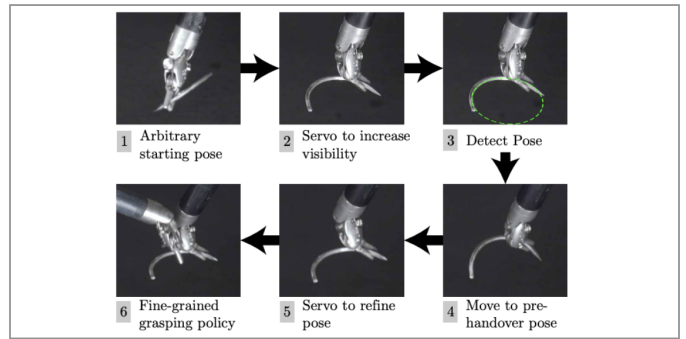 1 Arbitrary
starting pose
2 Servo to increase
visibility
3 Detect Pose
4 Move to pre-
handover pose
5 Servo to refine
pose
6 Fine-grained
grasping policy